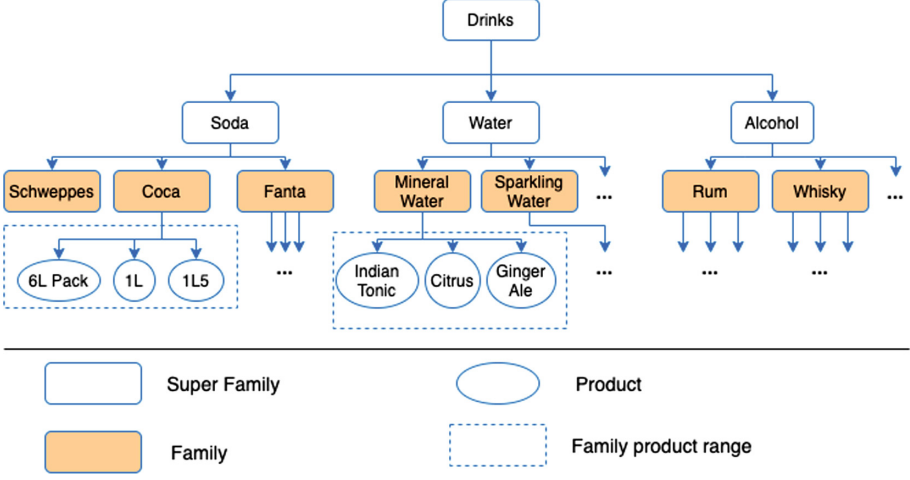 Drinks
Soda
Water
Alcohol
Schweppes
Coca
Fanta
Mineral
Water
Sparkling
Water
...
Rum
Whisky
...
6L Pack
1L
1L5
...
Indian
Tonic
Citrus
Ginger
Ale
...
...
...
Super Family
Product
Family
Family product range